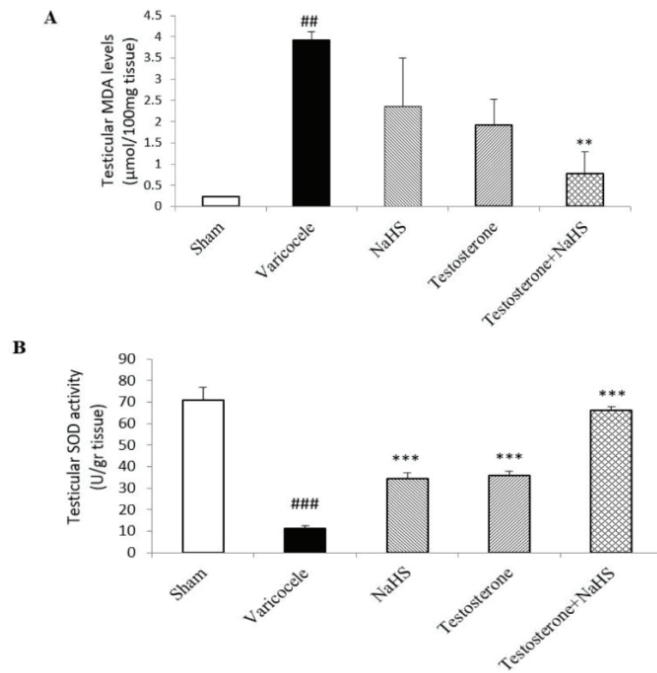 A
Testicular MDA levels
(μmol/100mg tissue)
4.5
4
3.5
3
2.5
2
1.5
1
0.5
0
##
**
Sham
Varicocele
NaHS
Testosterone
Testosterone+NaHS
B
Testicular SOD activity
(U/gr tissue)
90
80
70
60
50
40
30
20
10
0
###
***
***
***
Sham
Varicocele
NaHS
Testosterone
Testosterone+NaHS